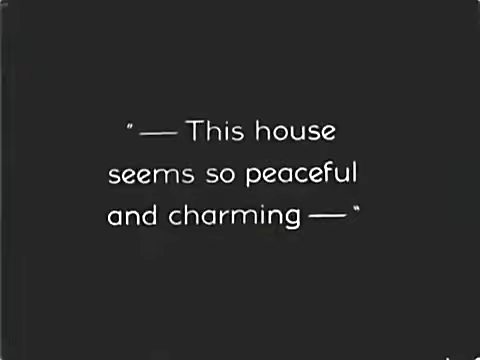 "— This house
seems so peaceful
and charming —"